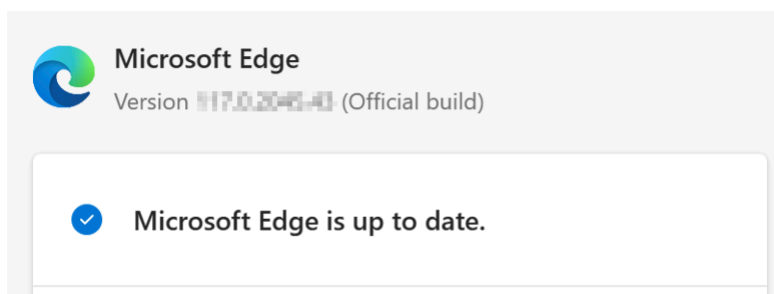 Microsoft Edge
Version (Official build)
Microsoft Edge is up to date.